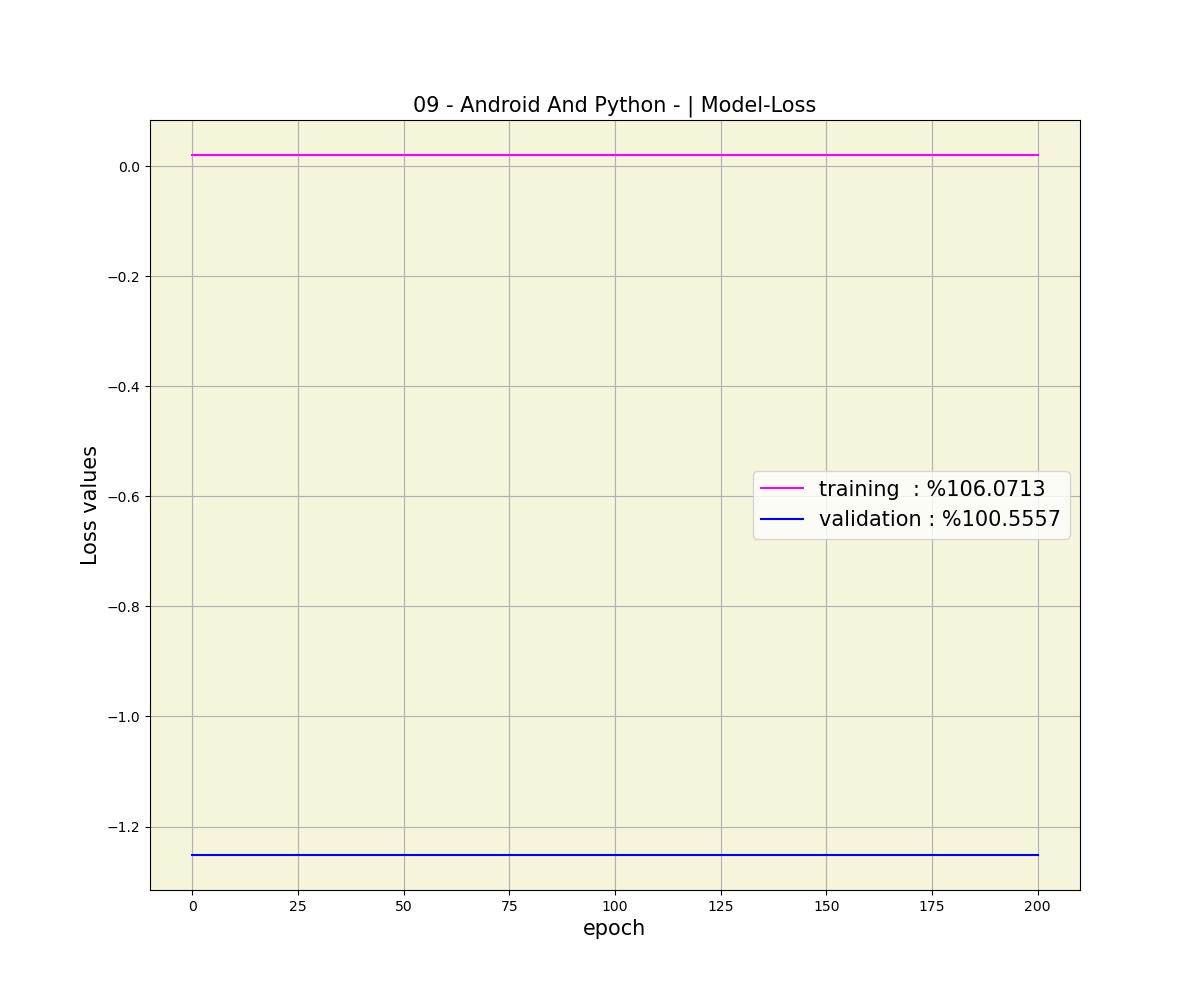 09 - Android And Python - | Model-Loss
0.0
−0.2
−0.4
−0.6
−0.8
−1.0
−1.2
Loss values
training  : %106.0713
validation : %100.5557
0 25 50 75 100 125 150 175 200
epoch